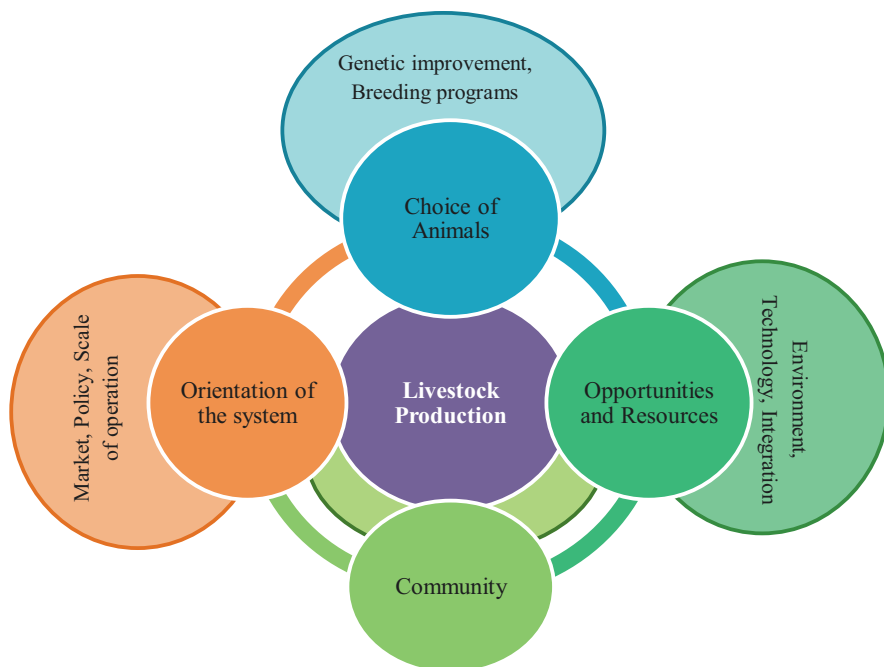 Genetic improvement,
Breeding programs
Choice of
Animals
Market, Policy, Scale
of operation
Orientation of
the system
Livestock
Production
Opportunities
and Resources
Environment,
Technology, Integration
Community